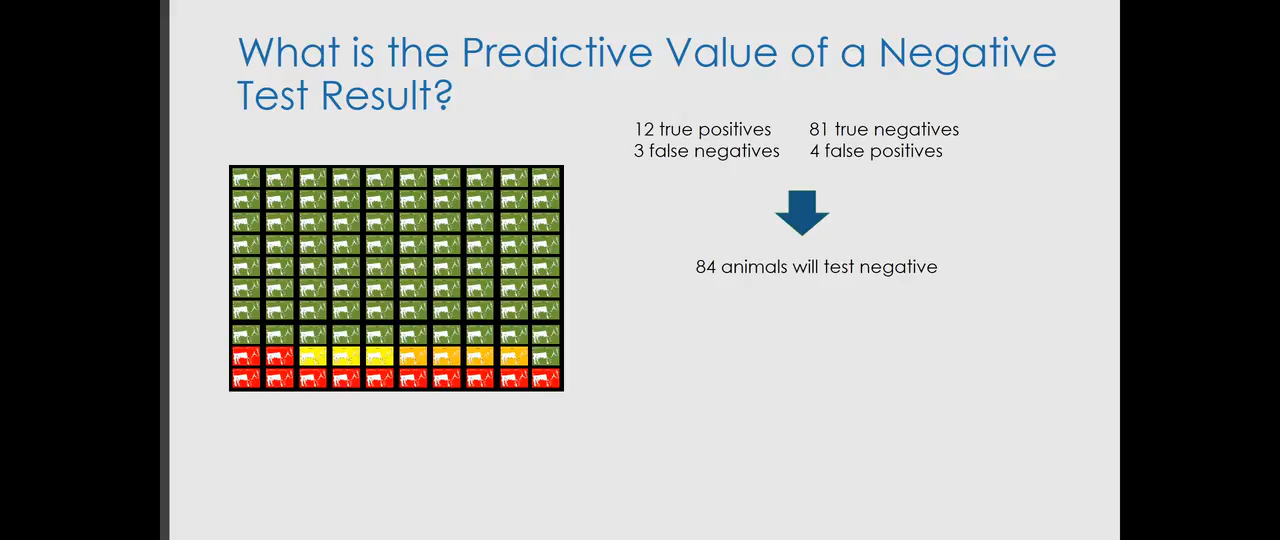 What is the Predictive Value of a Negative
Test Result?
12 true positives 81 true negatives
3 false negatives 4 false positives
84 animals will test negative